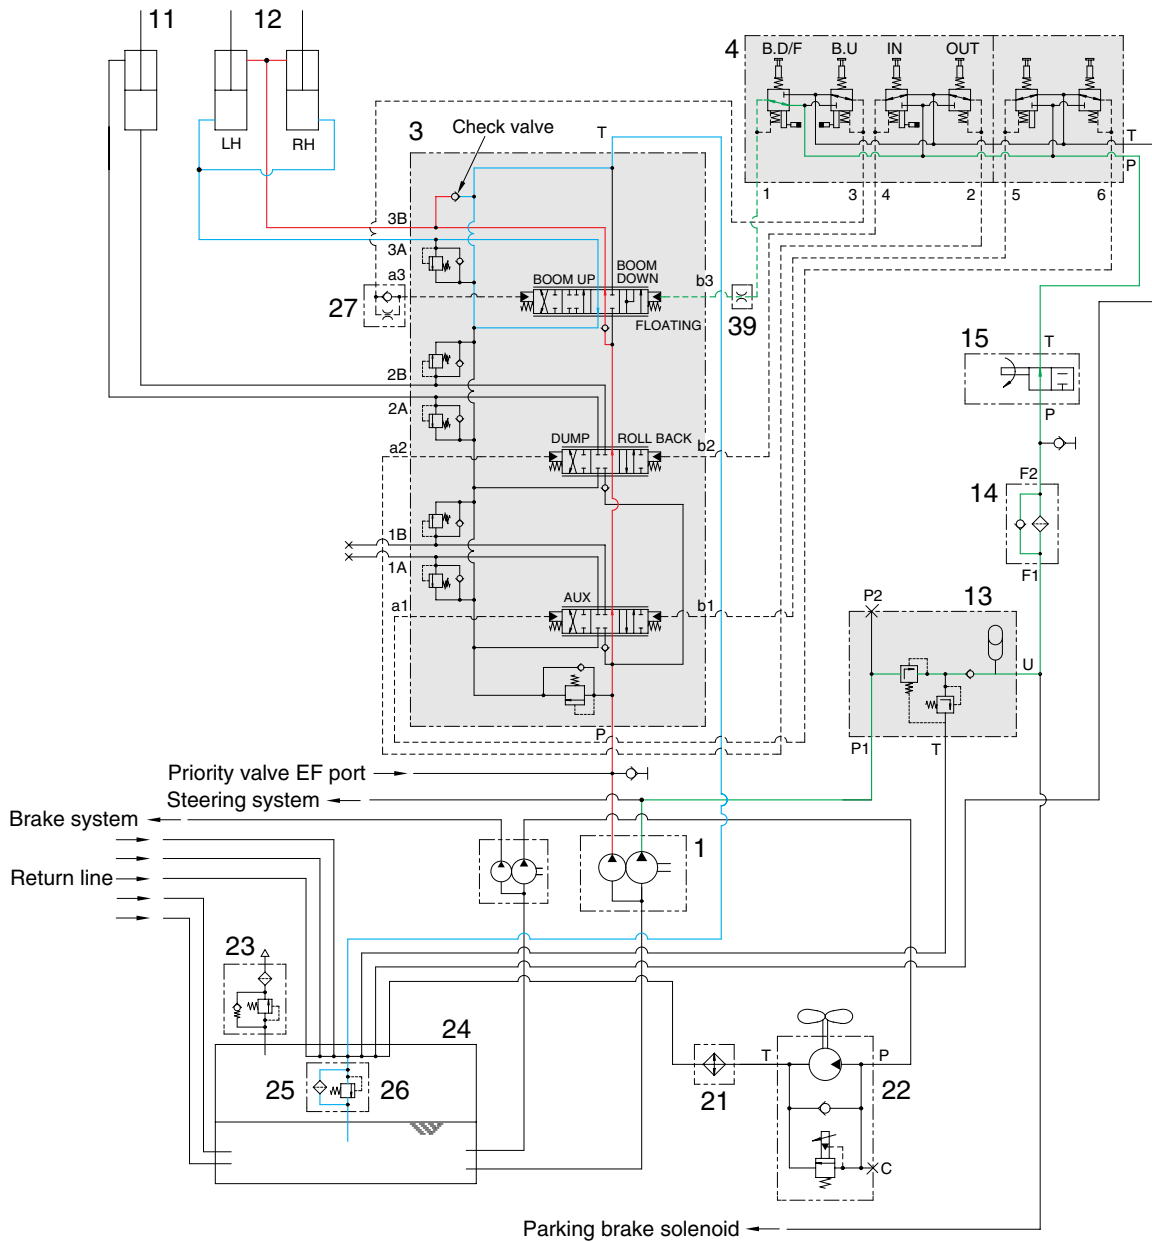 11
12
4
B.D/F
B.U
IN
OUT
3
Check valve
T
LH
RH
T
P
1
3
4
2
5
6
3B
3A
a3
BOOM UP
BOOM
DOWN
b3
27
FLOATING
39
15
T
2B
P
2A
DUMP
ROLL BACK
a2
b2
F2
14
1B
1A
F1
AUX
P2
13
a1
b1
U
P
P1
T
Priority valve EF port
Steering system
Brake system
1
Return line
23
24
T
P
25
26
21
22
C
Parking brake solenoid